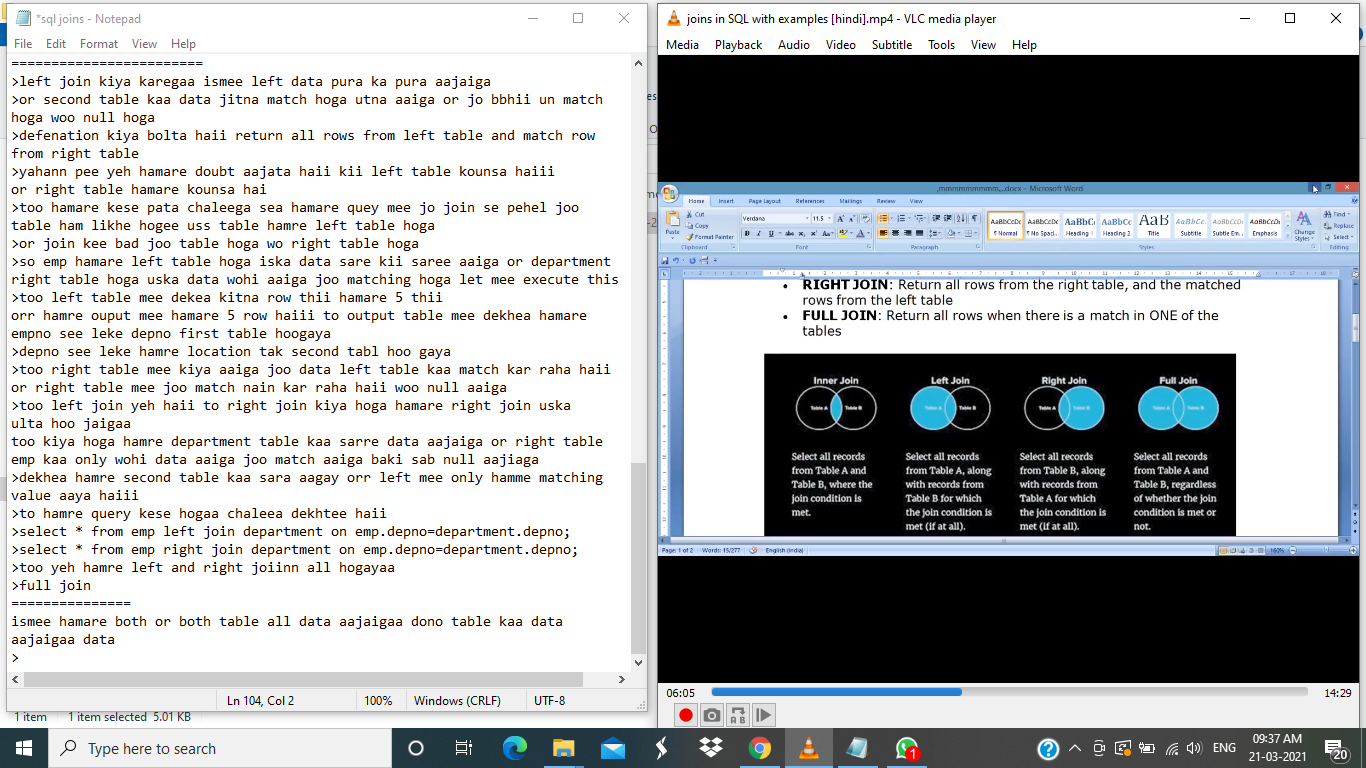 *sql joins - Notepad
File Edit Format View Help
========================
>left join kiya karegaa ismee left data pura ka pura aajaiga
>or second table kaa data jitna match hoga utna aaiga or jo bbhii un match
hoga woo null hoga
>defenation kiya bolta haii return all rows from left table and match row
from right table
>yahann pee yeh hamare doubt aajata haii kii left table kounsa haiii
or right table hamare kounsa hai
>too hamare kese pata chaleega sea hamare quey mee jo join se pehel joo
table ham likhe hogee uss table hamre left table hoga
>or join kee bad joo table hoga wo right table hoga
>so emp hamare left table hoga iska data sare kii saree aaiga or department
right table hoga uska data wohi aaiga joo matching hoga let mee execute this
>too left table mee dekea kitna row thii hamare 5 thii
orr hamre ouput mee hamare 5 row haiii to output table mee dekhea hamare
empno see leke depno first table hoogaya
>depno see leke hamre location tak second tabl hoo gaya
>too right table mee kiya aaiga joo data left table kaa match kar raha haii
or right table mee joo match nain kar raha haii woo null aaiga
>too left join yeh haii to right join kiya hoga hamare right join uska
ulta hoo jaigaa
too kiya hoga hamre department table kaa sarre data aajaiga or right table
emp kaa only wohi data aaiga joo match aaiga baki sab null aajiaga
>dekhea hamre second table kaa sara aagay orr left mee only hamme matching
value aaya haiii
>to hamre query kese hogaa chaleea dekhtee haii
>select * from emp left join department on emp.depno=department.depno;
>select * from emp right join department on emp.depno=department.depno;
>too yeh hamre left and right joiinn all hogayaa
>full join
===============
ismee hamare both or both table all data aajaigaa dono table kaa data
aajaigaa data
>
Ln 104, Col 2 100% Windows (CRLF) UTF-8
1 item 1 item selected 5.01 KB
joins in SQL with examples [hindi].mp4 - VLC media player
Media Playback Audio Video Subtitle Tools View Help
.docx - Microsoft Word
Home Insert Page Layout References Mailings Review View
Paste Cut Copy Format Painter Clipboard
Verdana 11.5 Font Paragraph
AaBbCcDc AaBbCcDc AaBbC AaBbCc AaB AaBbCc. AaBbCcDc AaBbCcDc
Normal No Spaci... Heading 1 Heading 2 Title Subtitle Subtle Em... Emphasis
Styles Change Styles Find Replace Select Editing
RIGHT JOIN: Return all rows from the right table, and the matched
rows from the left table
FULL JOIN: Return all rows when there is a match in ONE of the
tables
Inner Join Left Join Right Join Full Join
Table A Table B Table A Table B Table A Table B Table A Table B
Select all records
from Table A and
Table B, where the
join condition is
met.
Select all records
from Table A, along
with records from
Table B for which
the join condition is
met (if at all).
Select all records
from Table B, along
with records from
Table A for which
the join condition is
met (if at all).
Select all records
from Table A and
Table B, regardless
of whether the join
condition is met or
not.
Page: 1 of 2 Words: 15/277 English (India) 160%
06:05 14:29
Type here to search
1
ENG
09:37 AM
21-03-2021
20